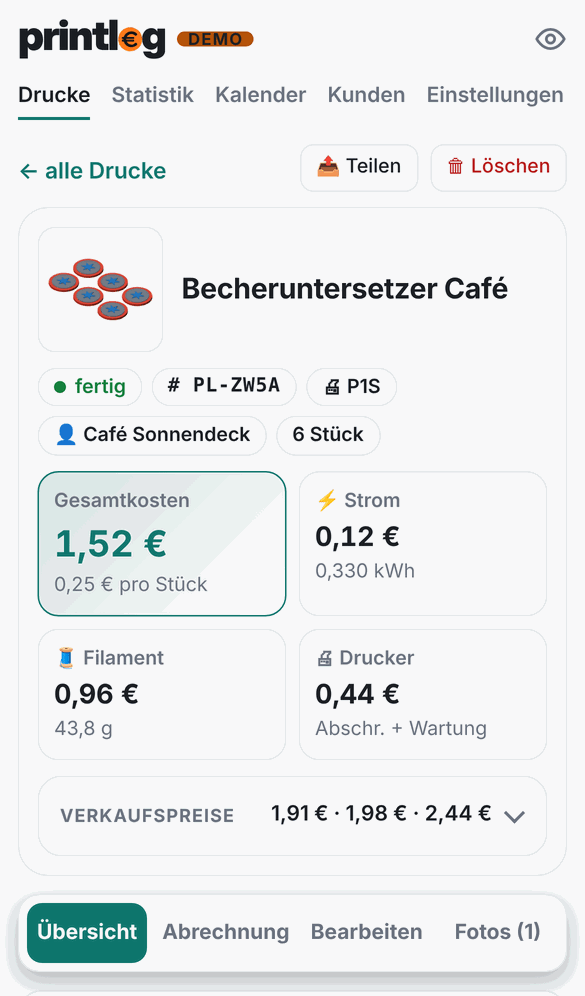 printl€g DEMO
Drucke Statistik Kalender Kunden Einstellungen
← alle Drucke
📤 Teilen
🗑 Löschen
Becheruntersetzer Café
● fertig
# PL-ZW5A
🖨 P1S
👤 Café Sonnendeck
6 Stück
Gesamtkosten
1,52 €
0,25 € pro Stück
⚡ Strom
0,12 €
0,330 kWh
🧵 Filament
0,96 €
43,8 g
🖨 Drucker
0,44 €
Abschr. + Wartung
VERKAUFSPREISE 1,91 € · 1,98 € · 2,44 €
Übersicht Abrechnung Bearbeiten Fotos (1)